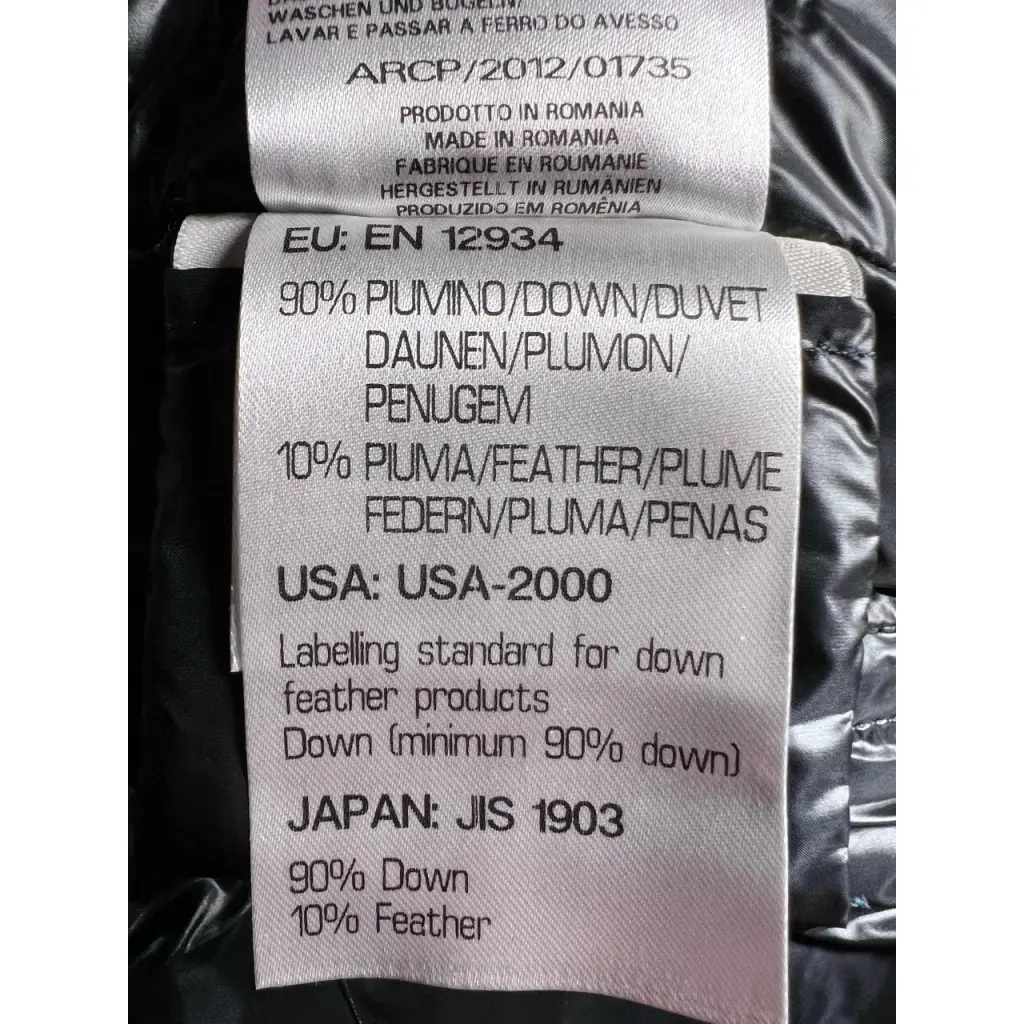 WASCHEN UND BÜGELN/
LAVAR E PASSAR A FERRO DO AVESSO
ARCP/2012/01735
PRODOTTO IN ROMANIA
MADE IN ROMANIA
FABRIQUE EN ROUMANIE
HERGESTELLT IN RUMÄNIEN
PRODUZIDO EM ROMÊNIA
EU: EN 12934
90% PIUMINO/DOWN/DUVET
DAUNEN/PLUMON/
PENUGEM
10% PIUMA/FEATHER/PLUME
FEDERN/PLUMA/PENAS
USA: USA-2000
Labelling standard for down
feather products
Down (minimum 90% down)
JAPAN: JIS 1903
90% Down
10% Feather